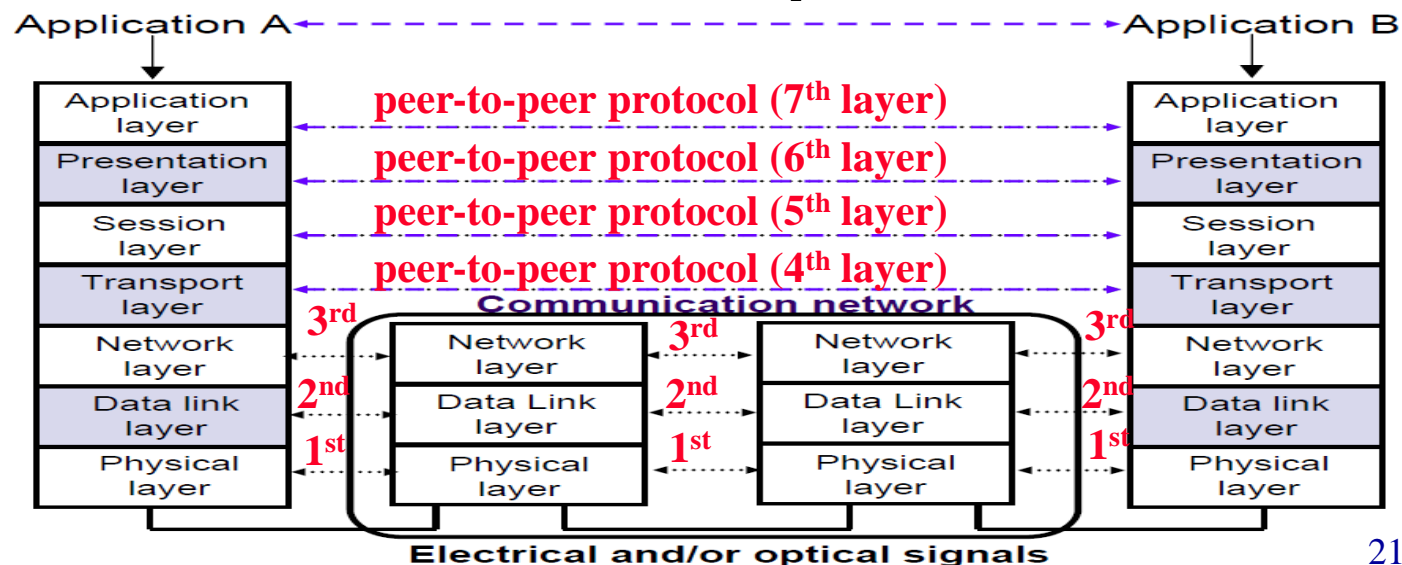 Application A
Application B
Application layer
peer-to-peer protocol (7th layer)
Application layer
Presentation layer
peer-to-peer protocol (6th layer)
Presentation layer
Session layer
peer-to-peer protocol (5th layer)
Session layer
Transport layer
peer-to-peer protocol (4th layer)
Transport layer
Communication network
3rd
3rd
3rd
Network layer
Network layer
Network layer
Network layer
2nd
2nd
2nd
Data link layer
Data Link layer
Data Link layer
Data link layer
1st
1st
1st
Physical layer
Physical layer
Physical layer
Physical layer
Electrical and/or optical signals
21